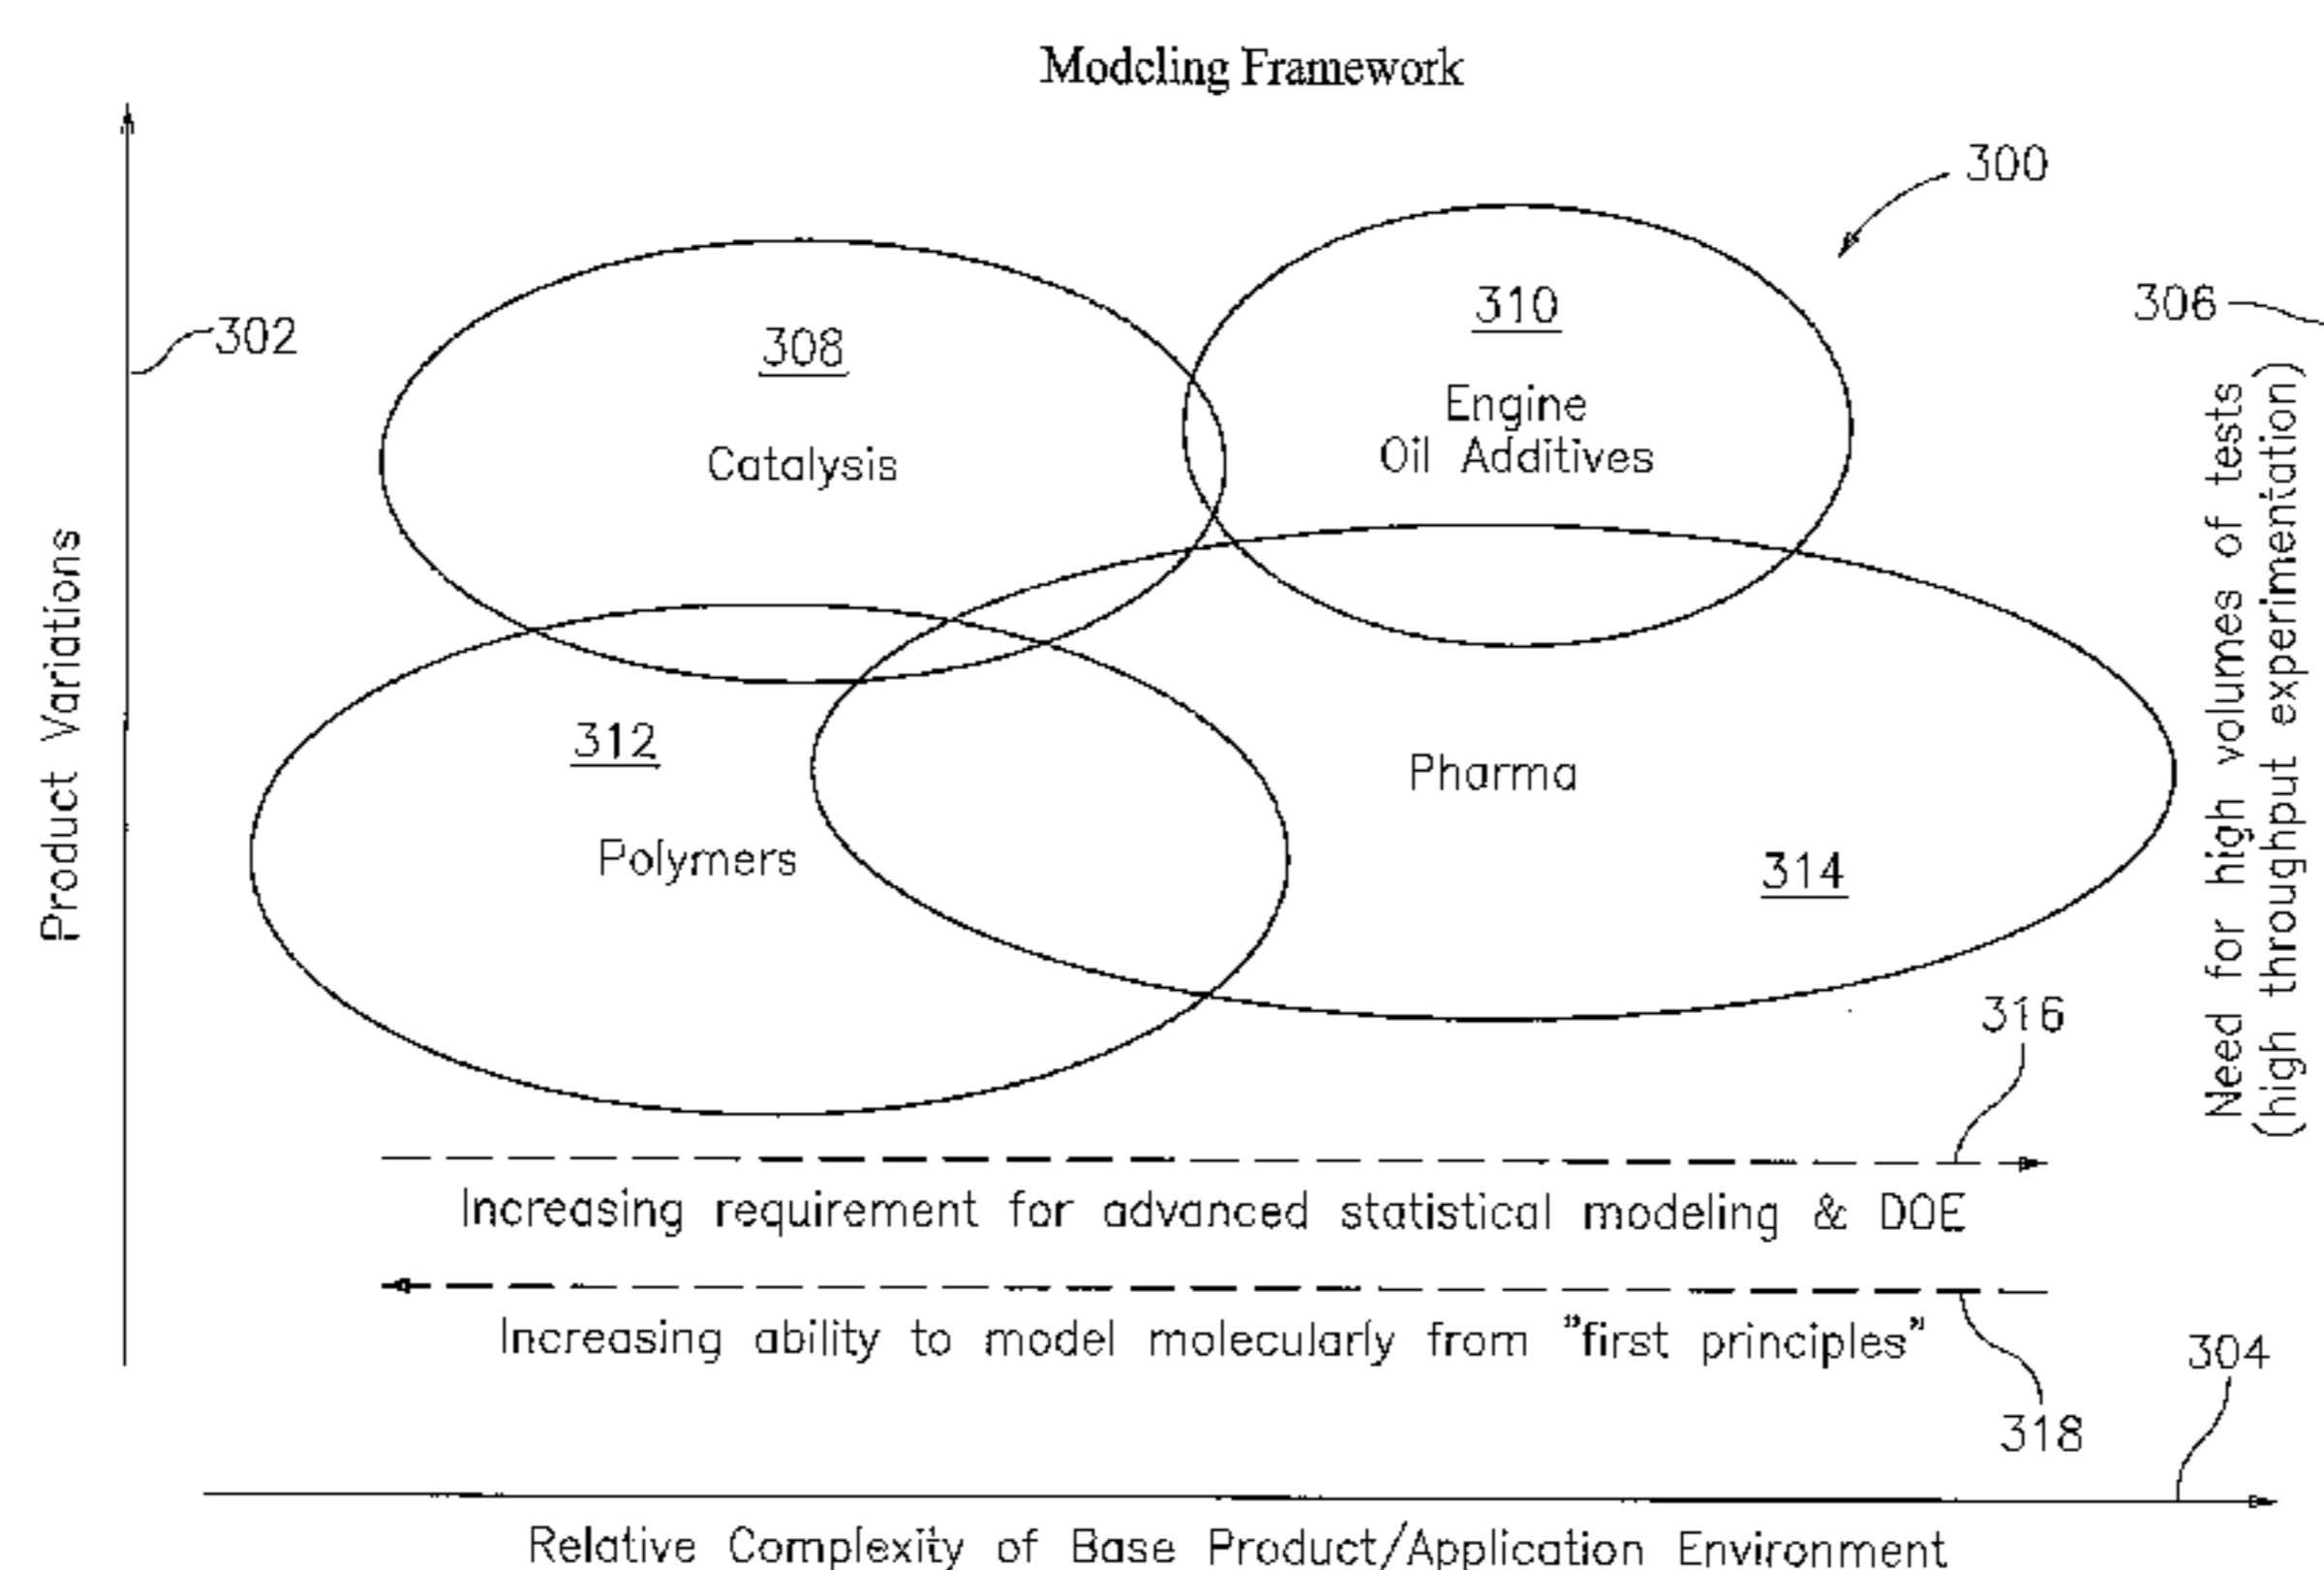 Modeling Framework
300
306
302
310
308
Engine
Oil Additives
Catalysis
Product Variations
Need for high volumes of tests
(high throughput experimentation)
312
Pharma
Polymers
314
316
Increasing requirement for advanced statistical modeling & DOE
Increasing ability to model molecularly from "first principles"
304
318
Relative Complexity of Base Product/Application Environment